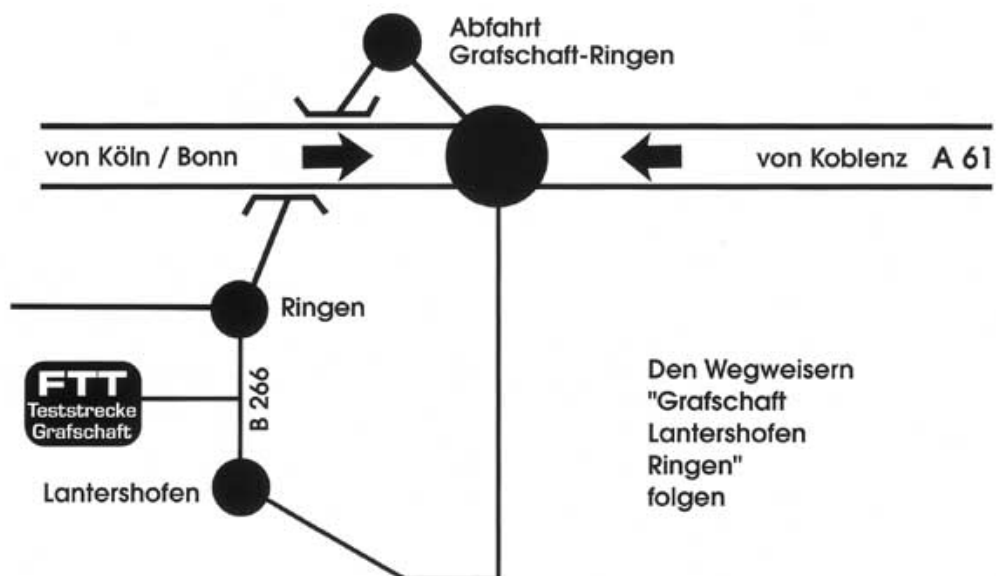 Abfahrt
Grafschaft-Ringen
von Köln / Bonn
von Koblenz A 61
Ringen
FTT
Teststrecke
Grafschaft
B 266
Lantershofen
Den Wegweisern
"Grafschaft
Lantershofen
Ringen"
folgen